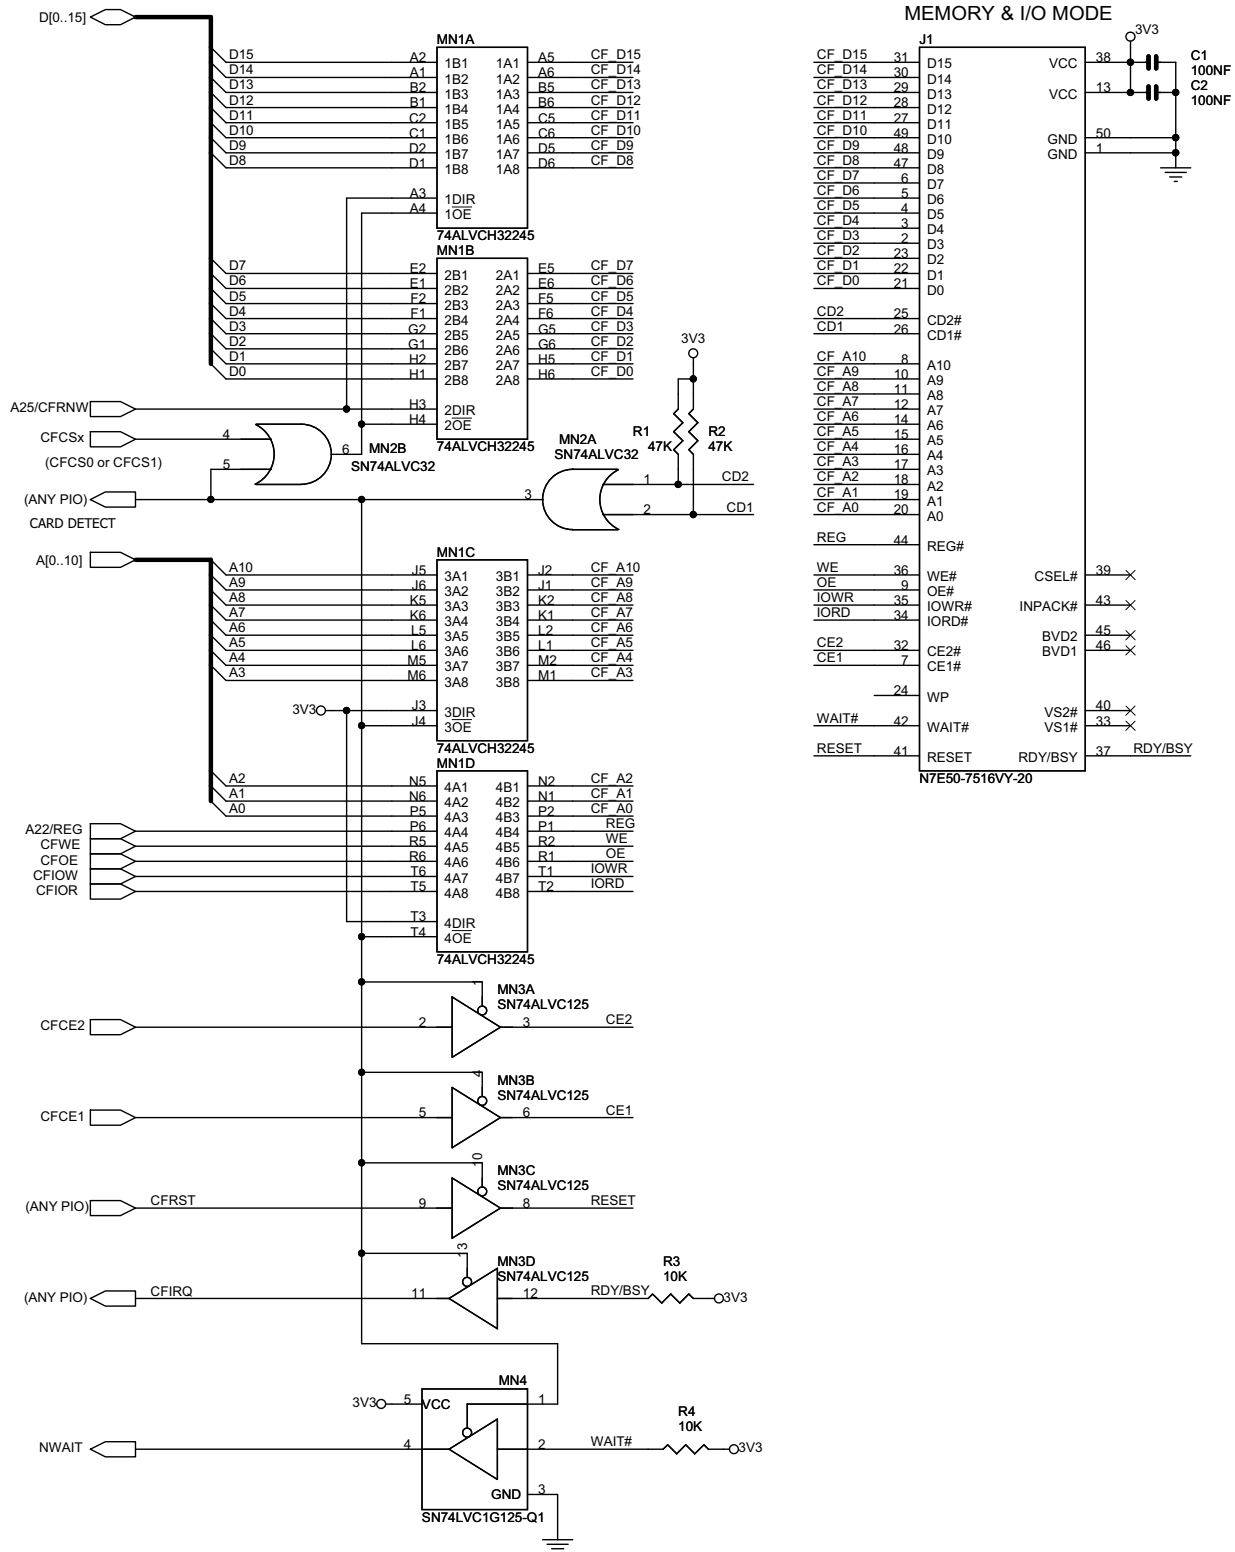 MEMORY & I/O MODE
D[0..15]
MN1A
D15 A2 1B1 1A1 A5 CF_D15
D14 A1 1B2 1A2 A6 CF_D14
D13 B2 1B3 1A3 B5 CF_D13
D12 B1 1B4 1A4 B6 CF_D12
D11 C2 1B5 1A5 C5 CF_D11
D10 C1 1B6 1A6 C6 CF_D10
D9 D2 1B7 1A7 D5 CF_D9
D8 D1 1B8 1A8 D6 CF_D8
A3 1DIR
A4 1OE
74ALVCH32245
MN1B
D7 E2 2B1 2A1 E5 CF_D7
D6 E1 2B2 2A2 E6 CF_D6
D5 F2 2B3 2A3 F5 CF_D5
D4 F1 2B4 2A4 F6 CF_D4
D3 G2 2B5 2A5 G5 CF_D3
D2 G1 2B6 2A6 G6 CF_D2
D1 H2 2B7 2A7 H5 CF_D1
D0 H1 2B8 2A8 H6 CF_D0
A25/CFRNW H3 2DIR
H4 2OE
74ALVCH32245
CFCSx 4
(CFCS0 or CFCS1) 5
6 MN2B
SN74ALVC32
3V3
R1
47K
R2
47K
MN2A
SN74ALVC32
1 CD2
2 CD1
3
(ANY PIO)
CARD DETECT
A[0..10]
MN1C
A10 J5 3A1 3B1 J2 CF_A10
A9 J6 3A2 3B2 J1 CF_A9
A8 K5 3A3 3B3 K2 CF_A8
A7 K6 3A4 3B4 K1 CF_A7
A6 L5 3A5 3B5 L2 CF_A6
A5 L6 3A6 3B6 L1 CF_A5
A4 M5 3A7 3B7 M2 CF_A4
A3 M6 3A8 3B8 M1 CF_A3
3V3 J3 3DIR
J4 3OE
74ALVCH32245
MN1D
A2 N5 4A1 4B1 N2 CF_A2
A1 N6 4A2 4B2 N1 CF_A1
A0 P5 4A3 4B3 P2 CF_A0
A22/REG P6 4A4 4B4 P1 REG
CFWE R5 4A5 4B5 R2 WE
CFOE R6 4A6 4B6 R1 OE
CFIOW T6 4A7 4B7 T1 IOWR
CFIOR T5 4A8 4B8 T2 IORD
T3 4DIR
T4 4OE
74ALVCH32245
1 MN3A
SN74ALVC125
CFCE2 2 3 CE2
4 MN3B
SN74ALVC125
CFCE1 5 6 CE1
10 MN3C
SN74ALVC125
(ANY PIO) CFRST 9 8 RESET
13 MN3D
SN74ALVC125
(ANY PIO) CFIRQ 11 12 RDY/BSY
R3
10K
3V3
MN4
3V3 5 VCC 1
NWAIT 4 2 WAIT#
R4
10K
3V3
GND 3
SN74LVC1G125-Q1
J1
3V3
CF_D15 31 D15 VCC 38
CF_D14 30 D14
CF_D13 29 D13 VCC 13
CF_D12 28 D12
CF_D11 27 D11
CF_D10 49 D10 GND 50
CF_D9 48 D9 GND 1
CF_D8 47 D8
CF_D7 6 D7
CF_D6 5 D6
CF_D5 4 D5
CF_D4 3 D4
CF_D3 2 D3
CF_D2 23 D2
CF_D1 22 D1
CF_D0 21 D0
C1
100NF
C2
100NF
CD2 25 CD2#
CD1 26 CD1#
CF_A10 8 A10
CF_A9 10 A9
CF_A8 11 A8
CF_A7 12 A7
CF_A6 14 A6
CF_A5 15 A5
CF_A4 16 A4
CF_A3 17 A3
CF_A2 18 A2
CF_A1 19 A1
CF_A0 20 A0
REG 44 REG#
WE 36 WE# CSEL# 39
OE 9 OE#
IOWR 35 IOWR# INPACK# 43
IORD 34 IORD#
BVD2 45
CE2 32 CE2# BVD1 46
CE1 7 CE1#
24 WP
VS2# 40
WAIT# 42 WAIT# VS1# 33
RESET 41 RESET RDY/BSY 37 RDY/BSY
N7E50-7516VY-20